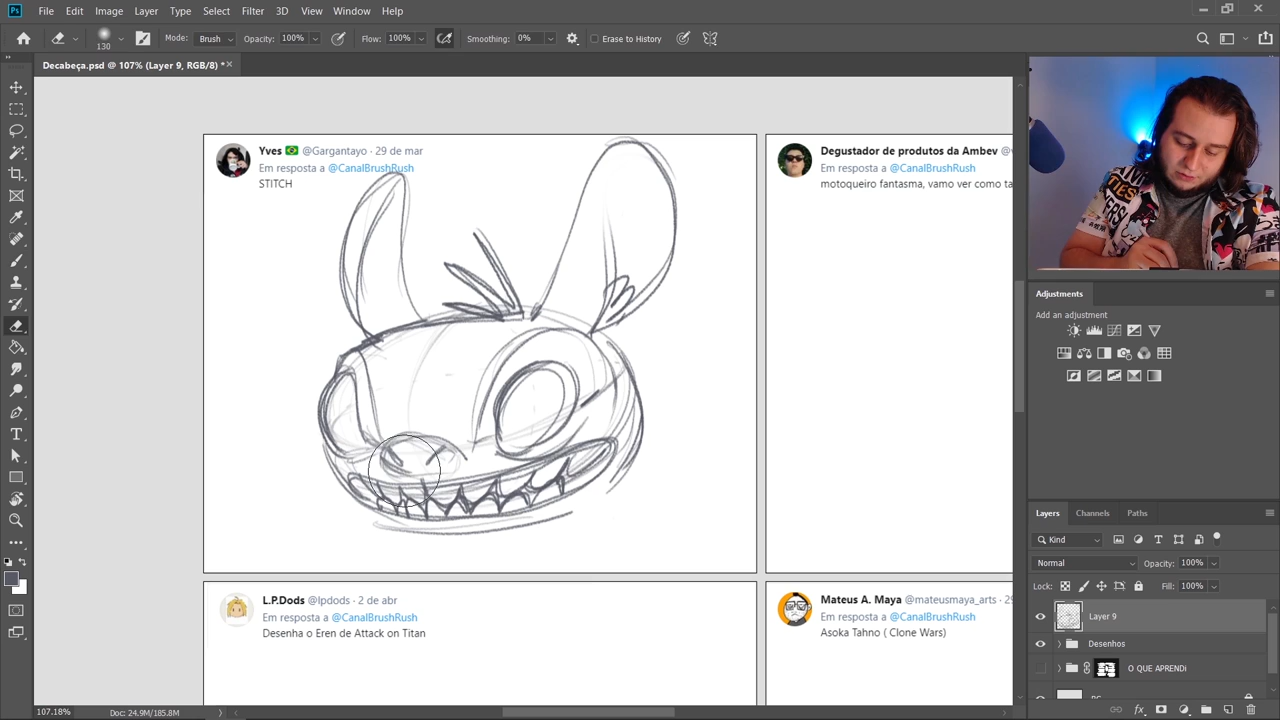 Ps File Edit Image Layer Type Select Filter 3D View Window Help
130 Mode: Brush Opacity: 100% Flow: 100% Smoothing: 0% Erase to History
Decabeça.psd @ 107% (Layer 9, RGB/8) *
Yves @Gargantayo · 29 de mar
Em resposta a @CanalBrushRush
STITCH
Degustador de produtos da Ambev
Em resposta a @CanalBrushRush
motoqueiro fantasma, vamo ver como ta
L.P.Dods @lpdods · 2 de abr
Em resposta a @CanalBrushRush
Desenha o Eren de Attack on Titan
Mateus A. Maya @mateusmaya_arts · 29
Em resposta a @CanalBrushRush
Asoka Tahno ( Clone Wars)
Adjustments
Add an adjustment
Layers Channels Paths
Kind
Normal Opacity: 100%
Lock: Fill: 100%
Layer 9
Desenhos
O QUE APRENDi
107.18% Doc: 24.9M/185.8M